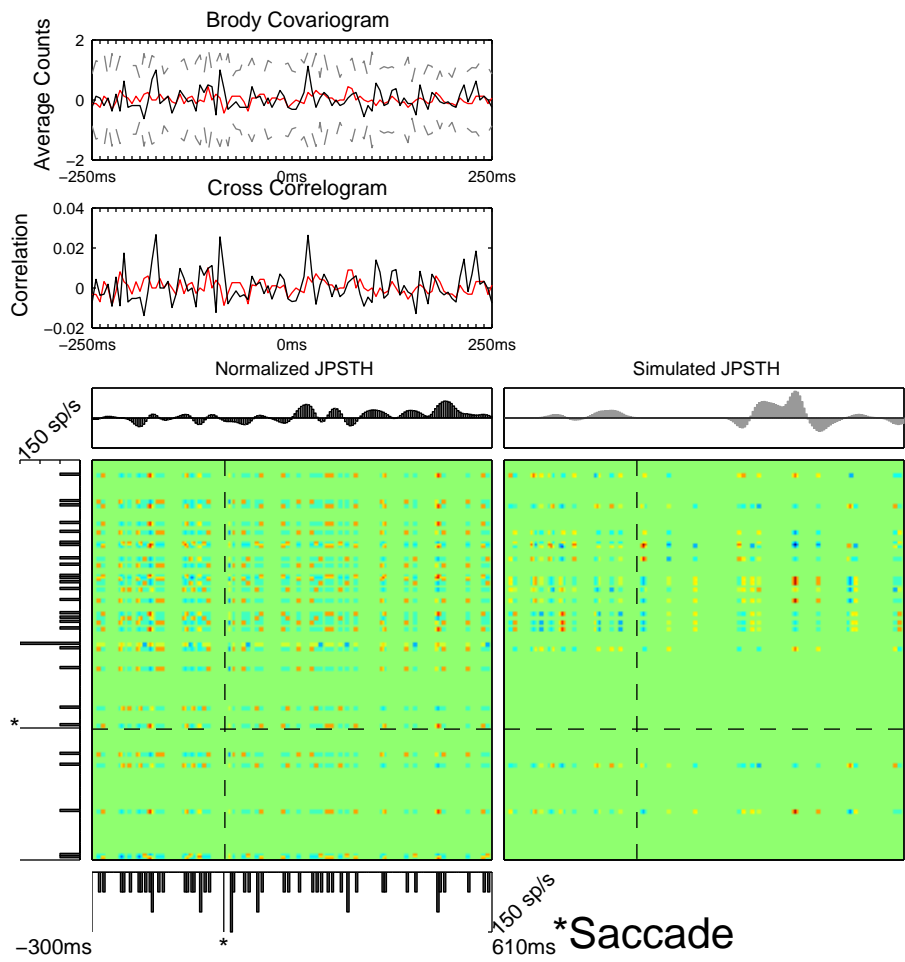 Brody Covariogram
Average Counts
2
0
−2
−250ms
0ms
250ms
Cross Correlogram
Correlation
0.04
0.02
0
−0.02
−250ms
0ms
250ms
Normalized JPSTH
Simulated JPSTH
150 sp/s
*
150 sp/s
−300ms
*
610ms
*Saccade